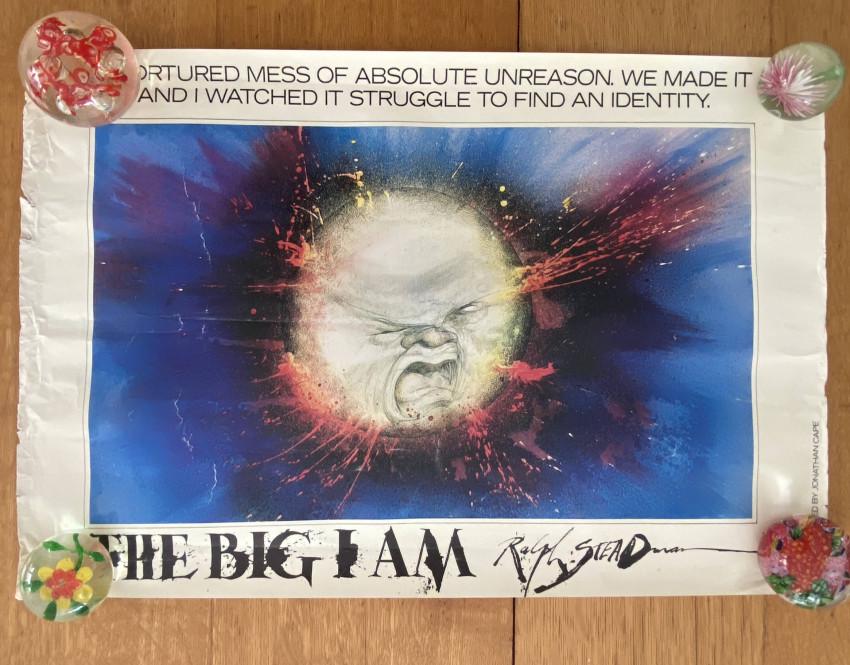 ORTURED MESS OF ABSOLUTE UNREASON. WE MADE IT
AND I WATCHED IT STRUGGLE TO FIND AN IDENTITY.
ED BY JONATHAN CAPE
THE BIG I AM
Ralph STEADman